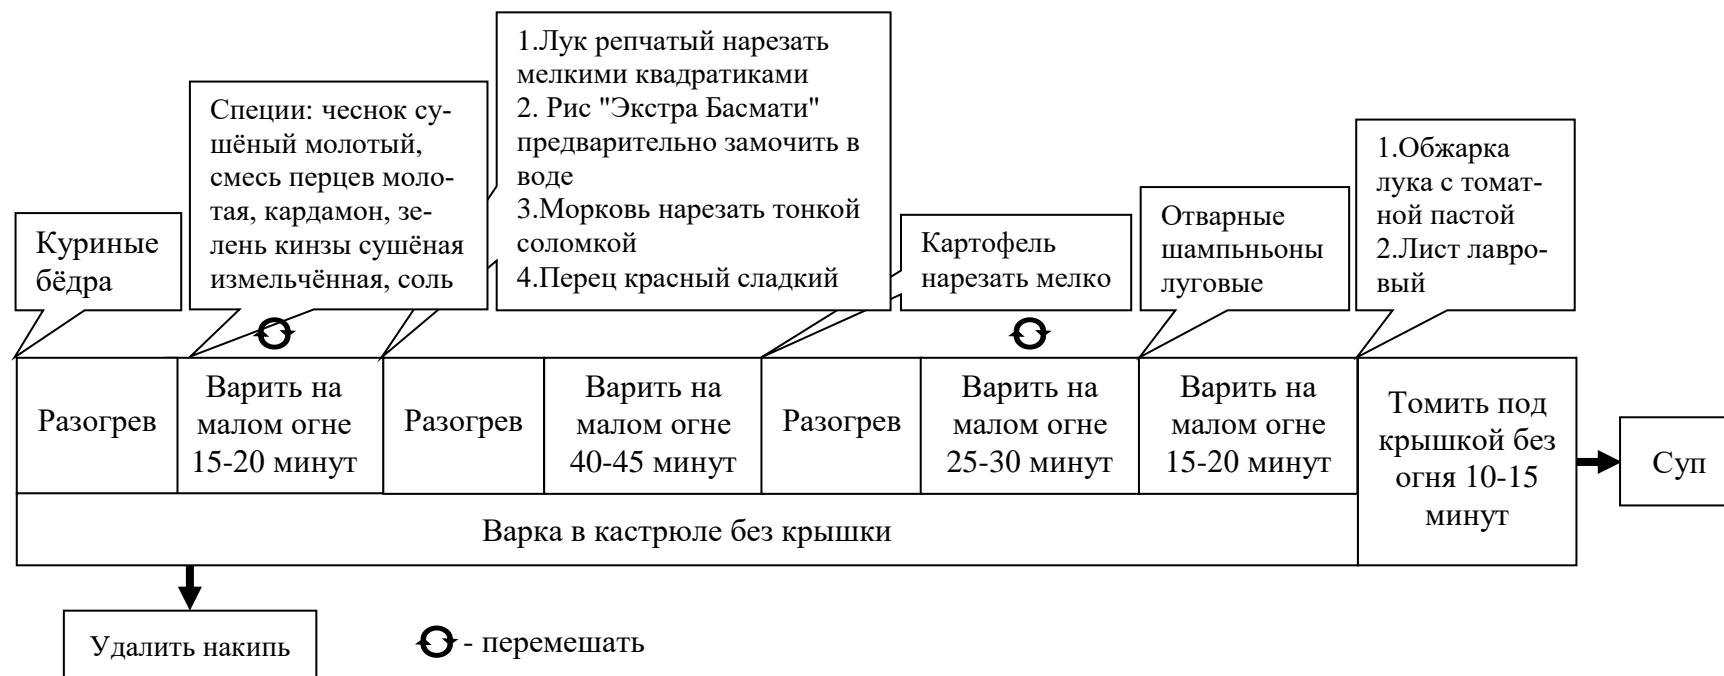 Куриные
бёдра
Специи: чеснок су-
шёный молотый,
смесь перцев моло-
тая, кардамон, зе-
лень кинзы сушёная
измельчённая, соль
1.Лук репчатый нарезать
мелкими квадратиками
2. Рис "Экстра Басмати"
предварительно замочить в
воде
3.Морковь нарезать тонкой
соломкой
4.Перец красный сладкий
Картофель
нарезать мелко
Отварные
шампьньоны
луговые
1.Обжарка
лука с томат-
ной пастой
2.Лист лавро-
вый
Разогрев
Варить на
малом огне
15-20 минут
Разогрев
Варить на
малом огне
40-45 минут
Разогрев
Варить на
малом огне
25-30 минут
Варить на
малом огне
15-20 минут
Томить под
крышкой без
огня 10-15
минут
Суп
Варка в кастрюле без крышки
Удалить накипь
- перемешать